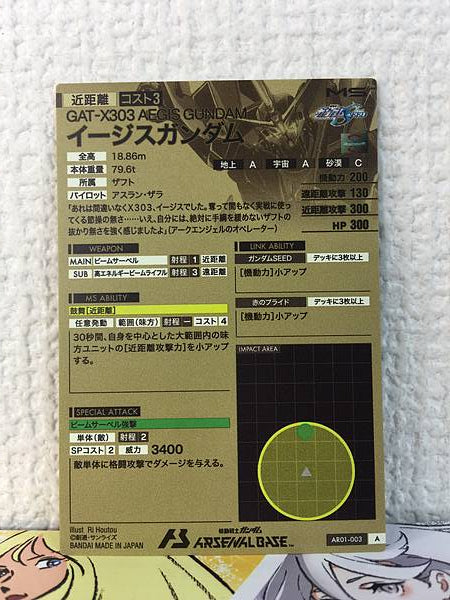 近距離 コスト3
MS
GAT-X303 AEGIS GUNDAM
イージスガンダム
SEED
全高 18.86m
本体重量 79.6t
所属 ザフト
パイロット アスラン・ザラ
地上 A 宇宙 A 砂漠 C
機動力 200
遠距離攻撃 130
近距離攻撃 300
HP 300
「あれは間違いなくX303、イージスでした。奪って間もなく実戦に使っ
てくる節操の無さ……いえ、自分には、絶対に手綱を緩めないザフトの
抜かり無さを強く感じましたよ」(アークエンジェルのオペレーター)
WEAPON
MAIN ビームサーベル 射程 1 近距離
SUB 高エネルギービームライフル 射程 3 遠距離
LINK ABILITY
ガンダムSEED デッキに3枚以上
[機動力]小アップ
赤のプライド デッキに3枚以上
[機動力]小アップ
MS ABILITY
鼓舞[近距離]
任意発動 範囲(味方) 射程 ー コスト 4
30秒間、自身を中心とした大範囲内の味
方ユニットの[近距離攻撃力]を小アップ
する。
IMPACT AREA
SPECIAL ATTACK
ビームサーベル強撃
単体(敵) 射程 2
SPコスト 2 威力 3400
敵単体に格闘攻撃でダメージを与える。
Illust. Ri Houtou
©創通・サンライズ
BANDAI MADE IN JAPAN
機動戦士ガンダム
ARSENAL BASE
AR01-003 A